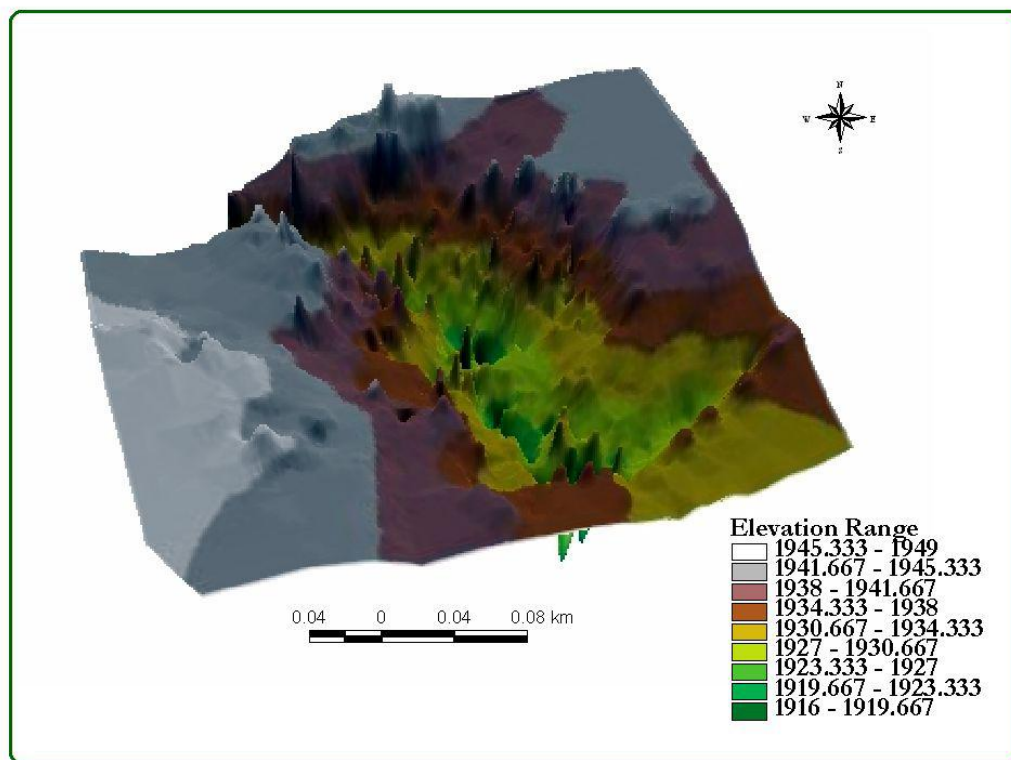 N
W E
S
Elevation Range
1945.333 - 1949
1941.667 - 1945.333
1938 - 1941.667
1934.333 - 1938
1930.667 - 1934.333
1927 - 1930.667
1923.333 - 1927
1919.667 - 1923.333
1916 - 1919.667
0.04 0 0.04 0.08 km